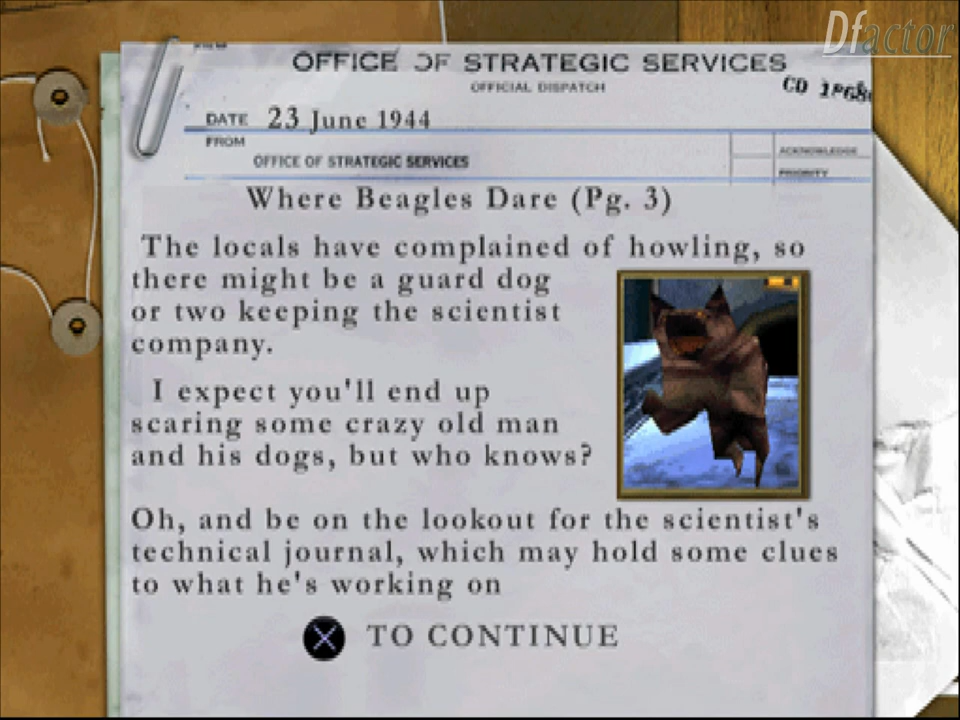 Dfactor
OFFICE OF STRATEGIC SERVICES
OFFICIAL DISPATCH
DATE 23 June 1944
FROM
OFFICE OF STRATEGIC SERVICES
ACKNOWLEDGE
PRIORITY
Where Beagles Dare (Pg. 3)
The locals have complained of howling, so
there might be a guard dog
or two keeping the scientist
company.
I expect you'll end up
scaring some crazy old man
and his dogs, but who knows?
Oh, and be on the lookout for the scientist's
technical journal, which may hold some clues
to what he's working on
TO CONTINUE